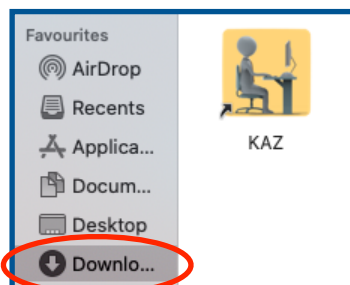 Favourites
AirDrop
Recents
Applica...
Docum...
Desktop
Downlo...
KAZ